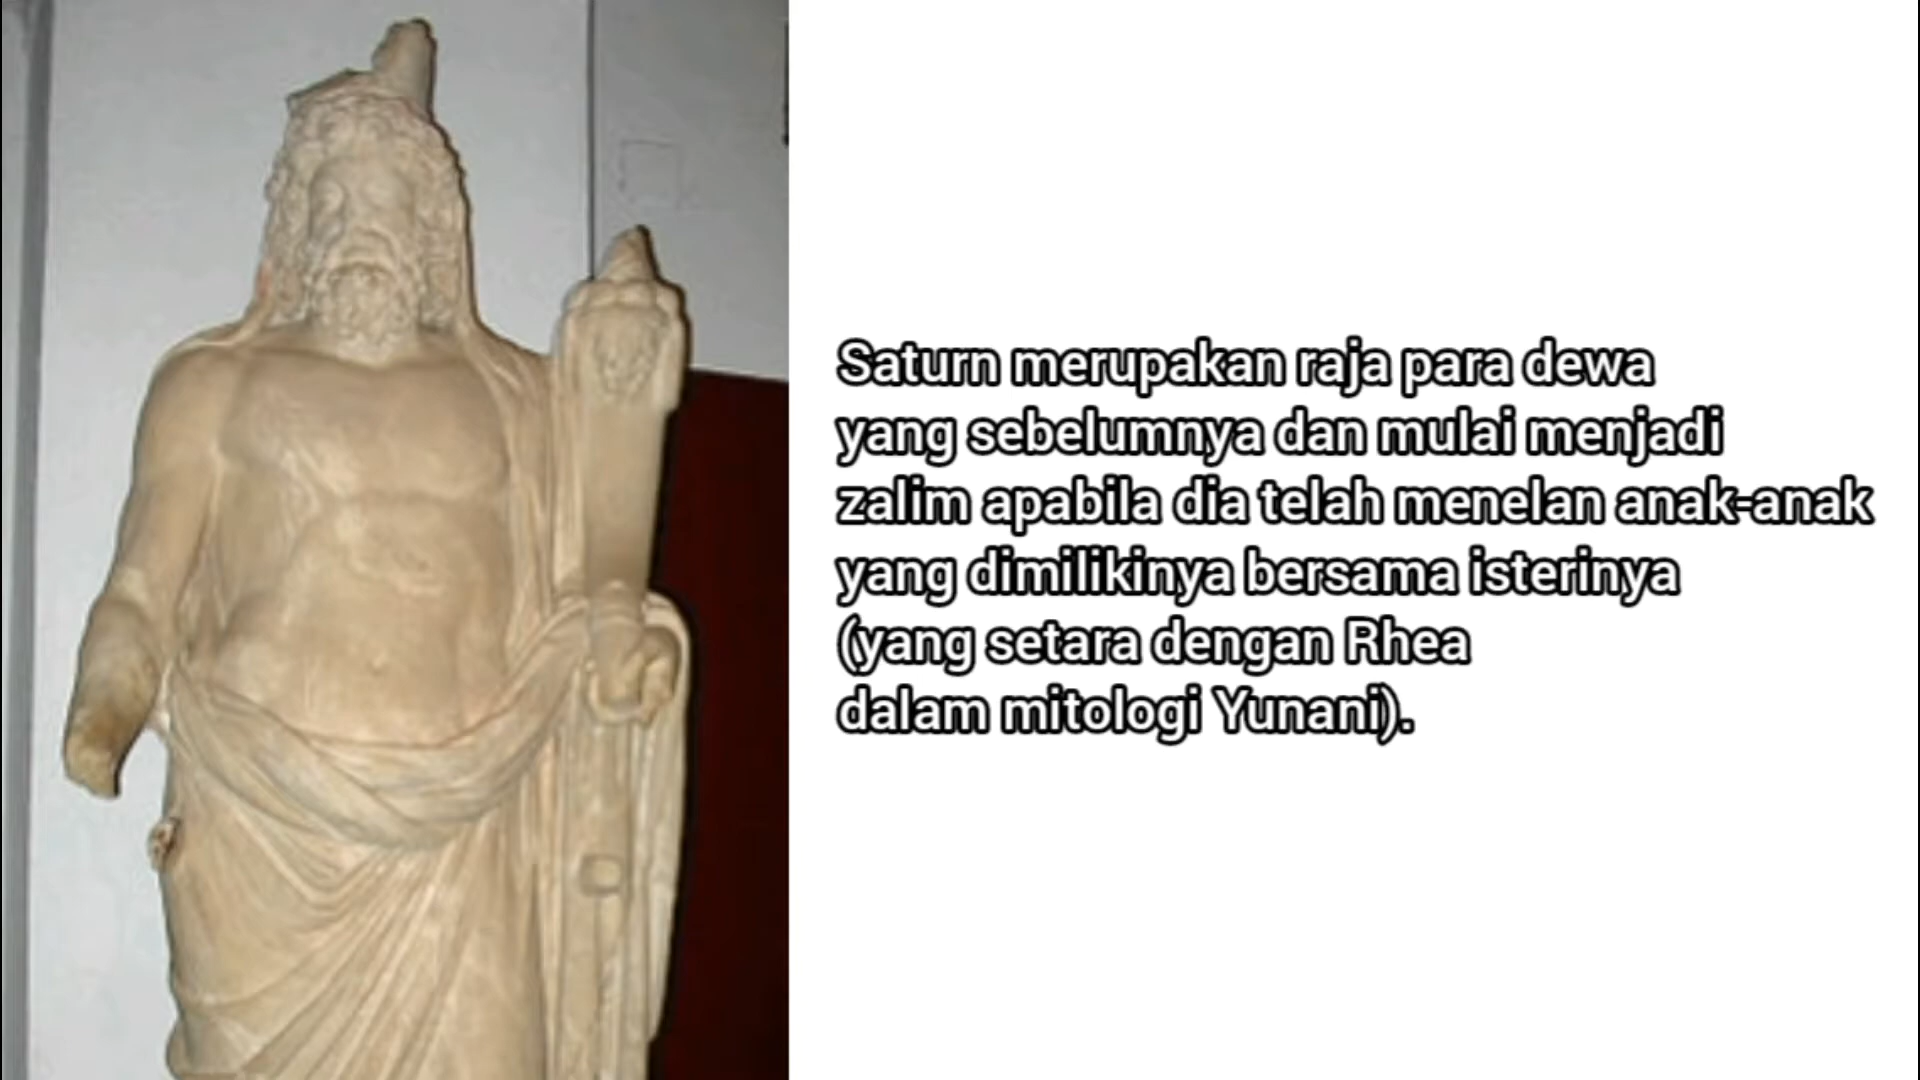 Saturn merupakan raja para dewa
yang sebelumnya dan mulai menjadi
zalim apabila dia telah menelan anak-anak
yang dimilikinya bersama isterinya
(yang setara dengan Rhea
dalam mitologi Yunani).